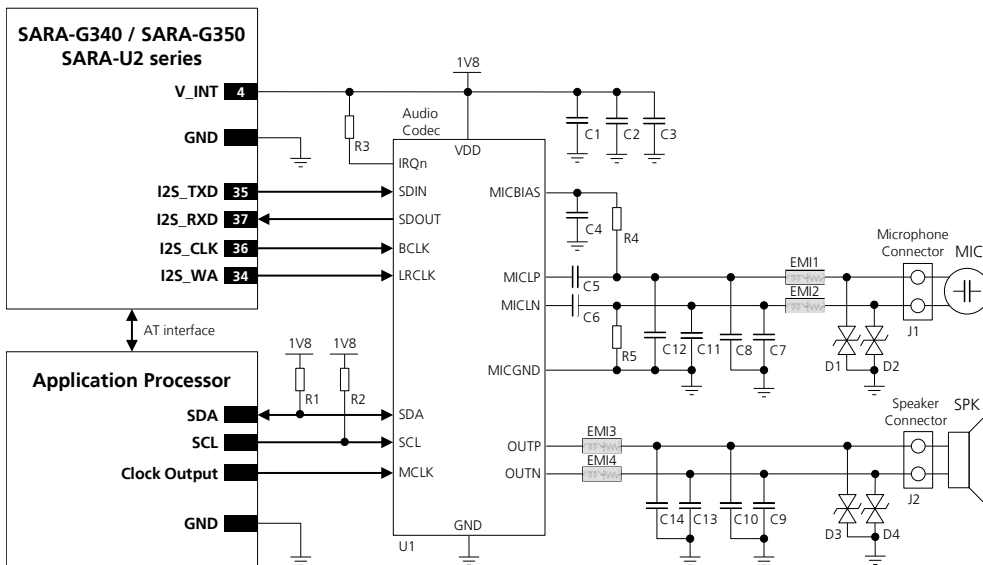 SARA-G340 / SARA-G350
SARA-U2 series
V_INT 4
GND
I2S_TXD 35
I2S_RXD 37
I2S_CLK 36
I2S_WA 34
AT interface
Application Processor
SDA
SCL
Clock Output
GND
1V8
R3
Audio
Codec
VDD
IRQn
SDIN
SDOUT
BCLK
LRCLK
1V8
1V8
R1
R2
SDA
SCL
MCLK
GND
U1
MICBIAS
MICLP
MICLN
MICGND
OUTP
OUTN
C1
C2
C3
C4
R4
C5
C6
R5
C12
C11
C8
C7
EMI1
EMI2
D1
D2
Microphone
Connector
MIC
J1
EMI3
EMI4
C14
C13
C10
C9
D3
D4
Speaker
Connector
SPK
J2